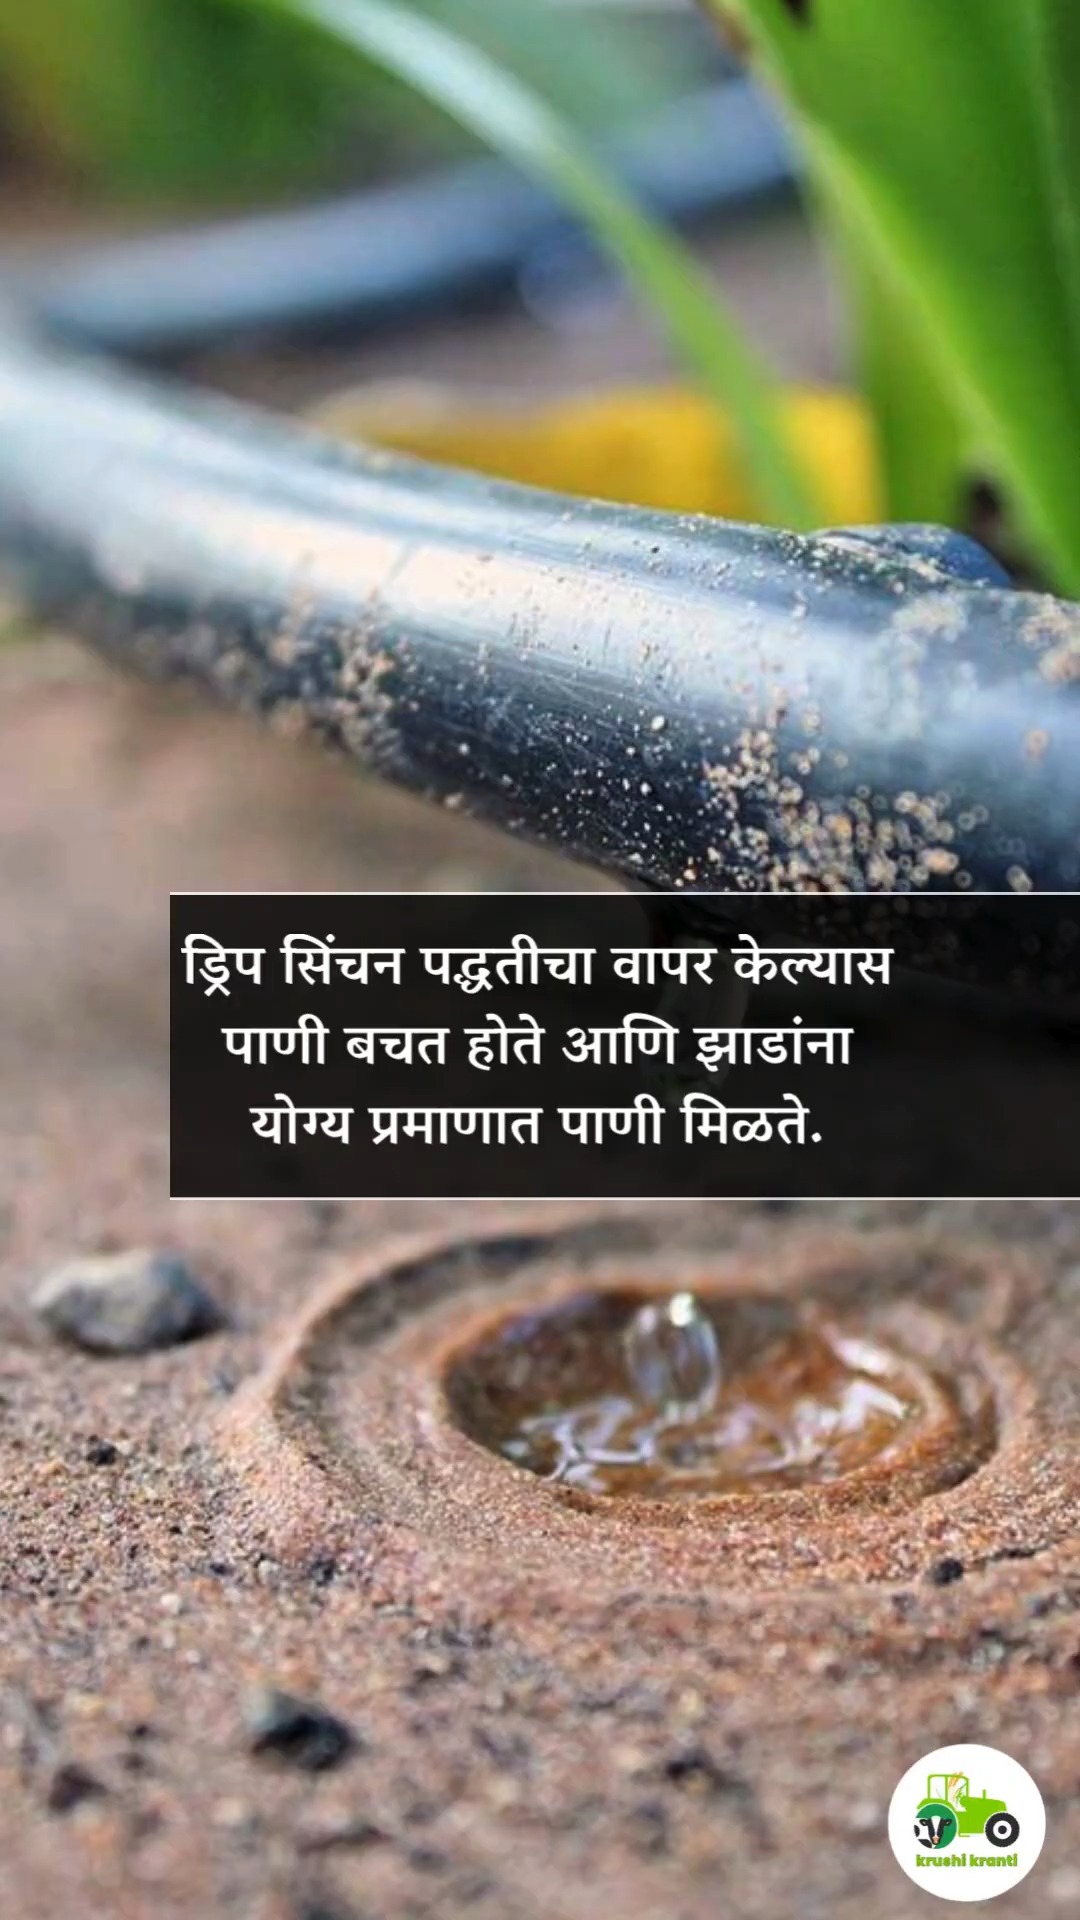 ड्रिप सिंचन पद्धतीचा वापर केल्यास
पाणी बचत होते आणि झाडांना
योग्य प्रमाणात पाणी मिळते.
krushi kranti